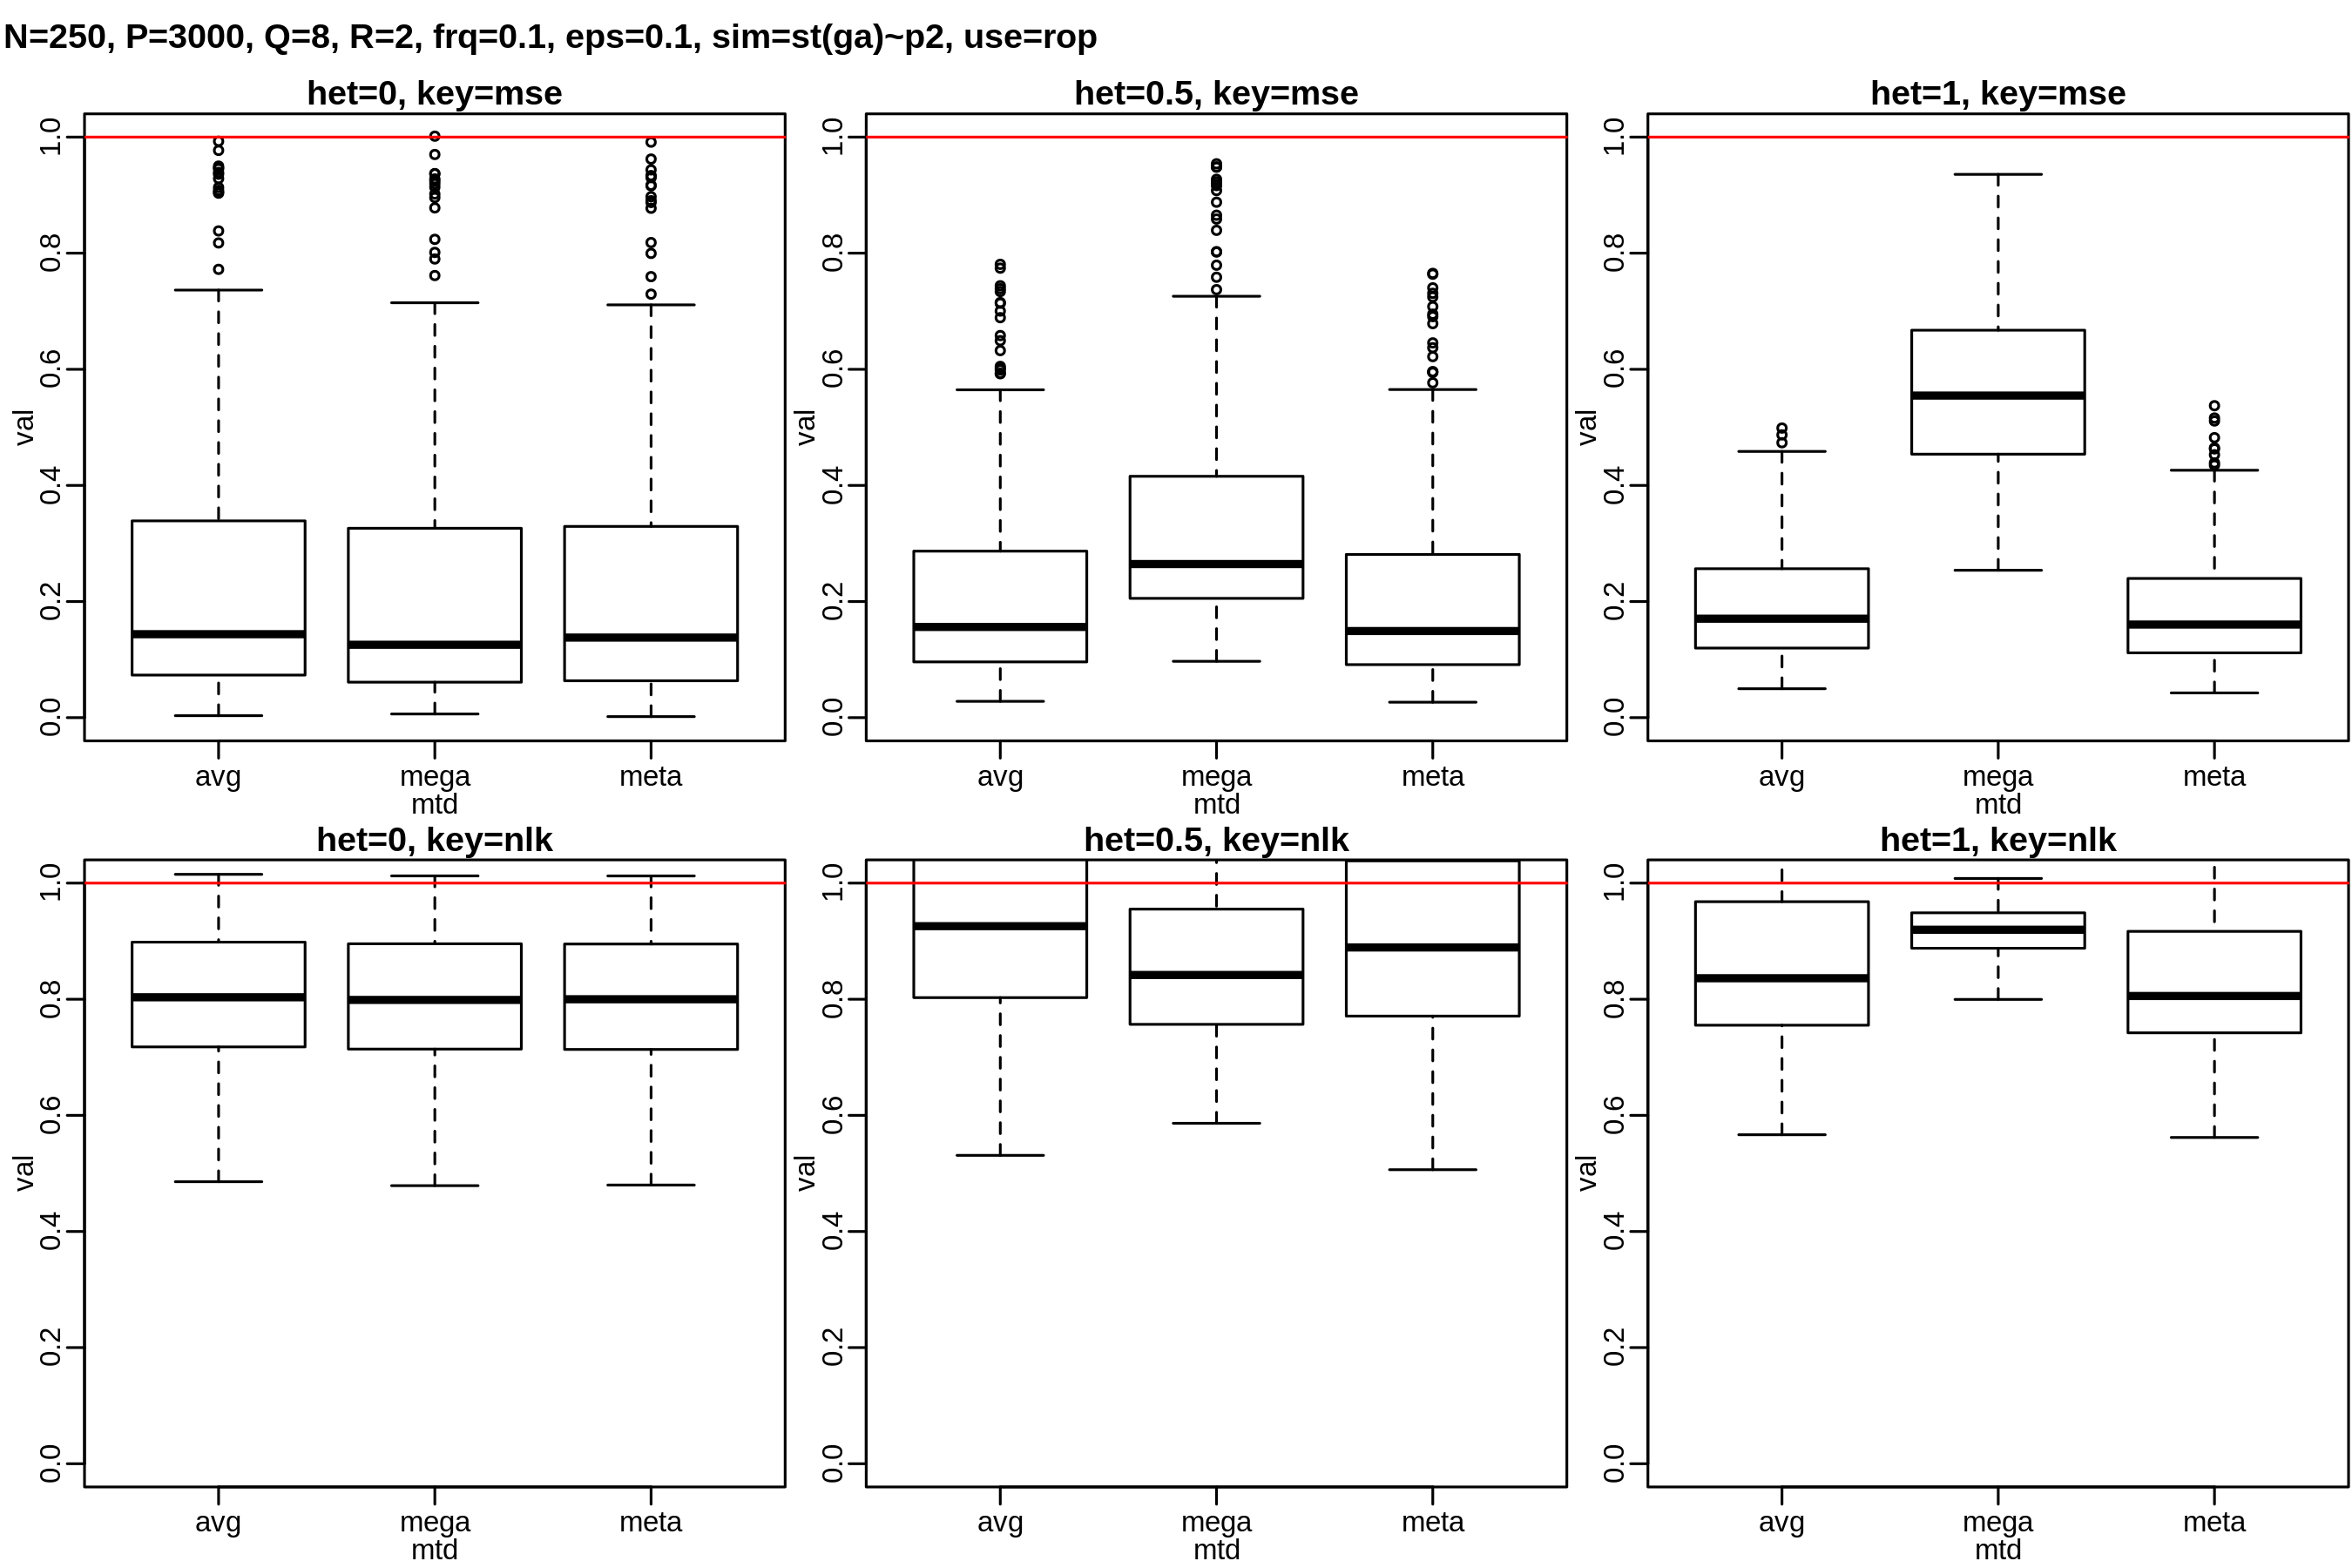 N=250, P=3000, Q=8, R=2, frq=0.1, eps=0.1, sim=st(ga)~p2, use=rop
het=0, key=mse
val
0.0 0.2 0.4 0.6 0.8 1.0
avg mega meta
mtd
het=0.5, key=mse
val
0.0 0.2 0.4 0.6 0.8 1.0
avg mega meta
mtd
het=1, key=mse
val
0.0 0.2 0.4 0.6 0.8 1.0
avg mega meta
mtd
het=0, key=nlk
val
0.0 0.2 0.4 0.6 0.8 1.0
avg mega meta
mtd
het=0.5, key=nlk
val
0.0 0.2 0.4 0.6 0.8 1.0
avg mega meta
mtd
het=1, key=nlk
val
0.0 0.2 0.4 0.6 0.8 1.0
avg mega meta
mtd